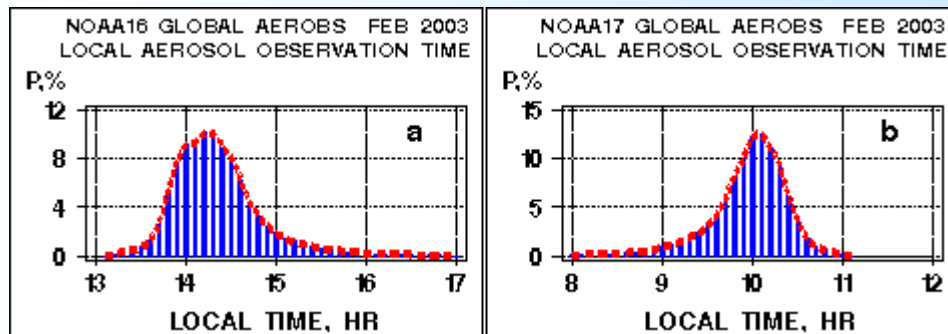 NOAA16 GLOBAL AEROBS FEB 2003
LOCAL AEROSOL OBSERVATION TIME
P,%
12
a
8
4
0
13 14 15 16 17
LOCAL TIME, HR
NOAA17 GLOBAL AEROBS FEB 2003
LOCAL AEROSOL OBSERVATION TIME
P,%
15
b
10
5
0
8 9 10 11 12
LOCAL TIME, HR